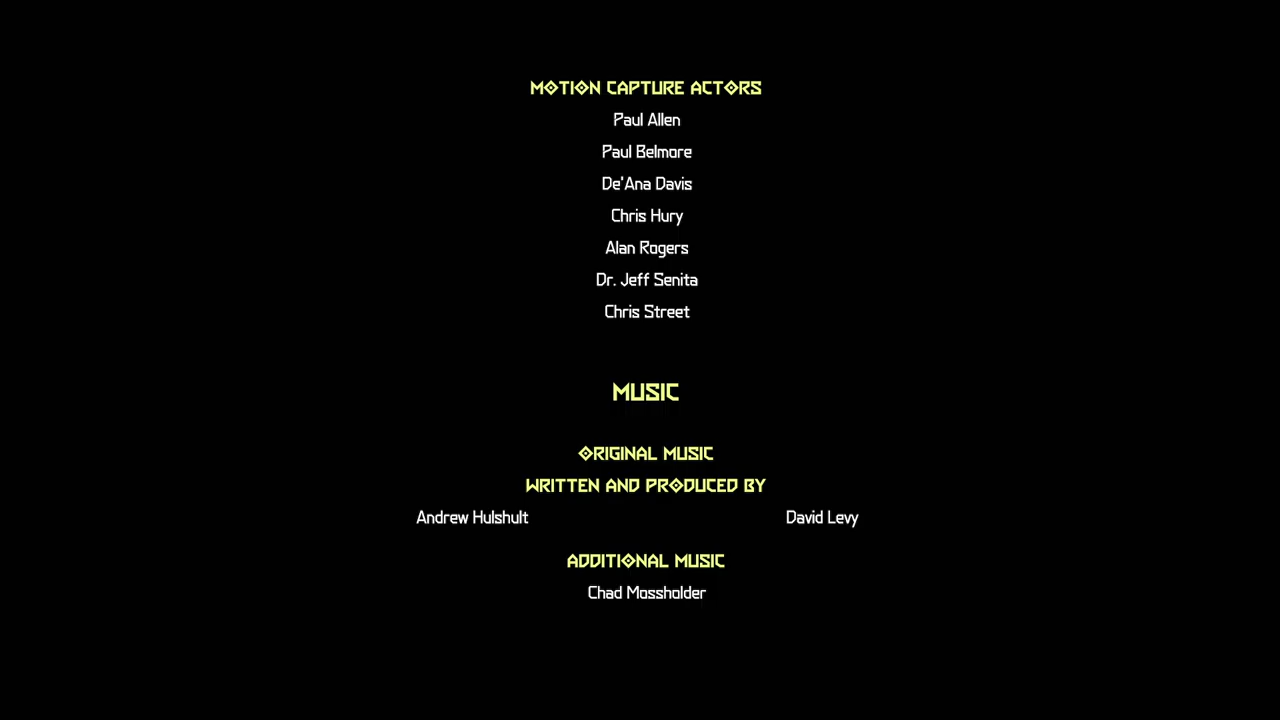 MOTION CAPTURE ACTORS
Paul Allen
Paul Belmore
De'Ana Davis
Chris Hury
Alan Rogers
Dr. Jeff Senita
Chris Street
MUSIC
ORIGINAL MUSIC
WRITTEN AND PRODUCED BY
Andrew Hulshult David Levy
ADDITIONAL MUSIC
Chad Mossholder